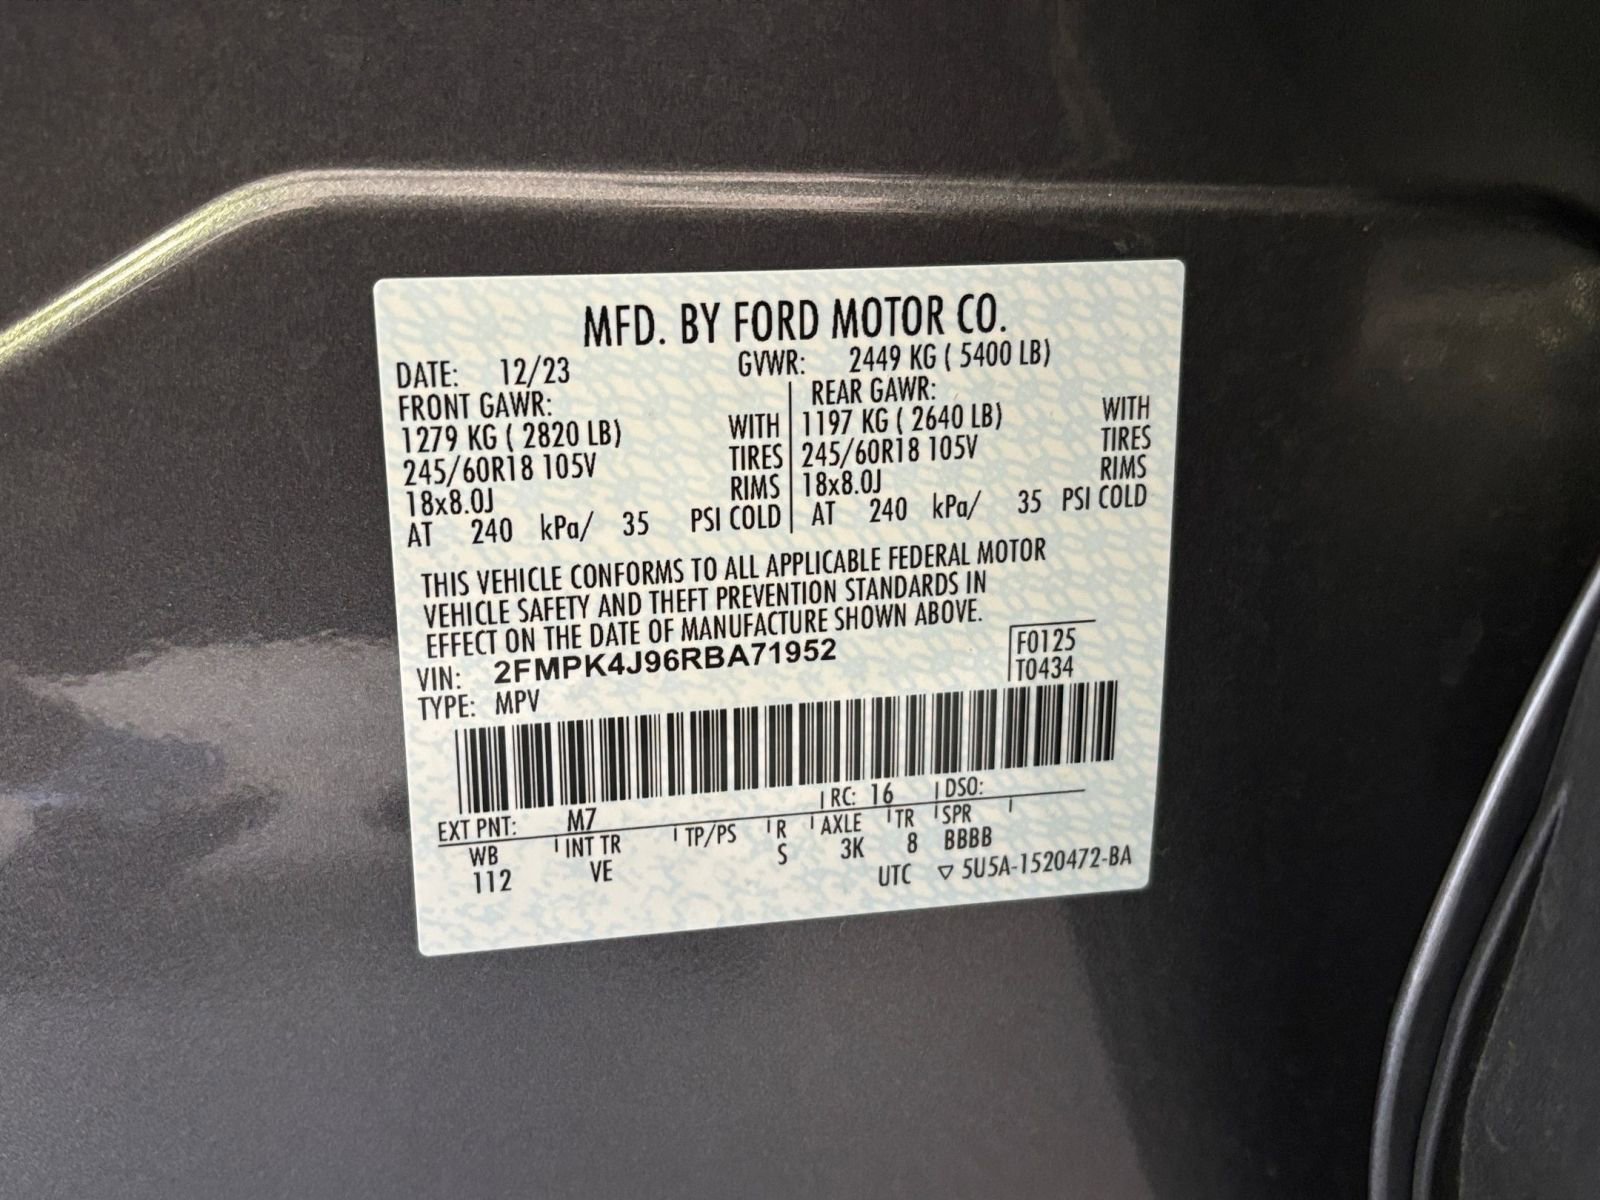 MFD. BY FORD MOTOR CO.
DATE: 12/23 GVWR: 2449 KG ( 5400 LB)
FRONT GAWR: REAR GAWR:
1279 KG ( 2820 LB) WITH 1197 KG ( 2640 LB) WITH
245/60R18 105V TIRES 245/60R18 105V TIRES
18x8.0J RIMS 18x8.0J RIMS
AT 240 kPa/ 35 PSI COLD AT 240 kPa/ 35 PSI COLD
THIS VEHICLE CONFORMS TO ALL APPLICABLE FEDERAL MOTOR
VEHICLE SAFETY AND THEFT PREVENTION STANDARDS IN
EFFECT ON THE DATE OF MANUFACTURE SHOWN ABOVE.
VIN: 2FMPK4J96RBA71952 F0125
TYPE: MPV T0434
EXT PNT: M7 RC: 16 DSO:
WB INT TR TP/PS R AXLE TR SPR
112 VE S 3K 8 BBBB
UTC ▽ 5U5A-1520472-BA